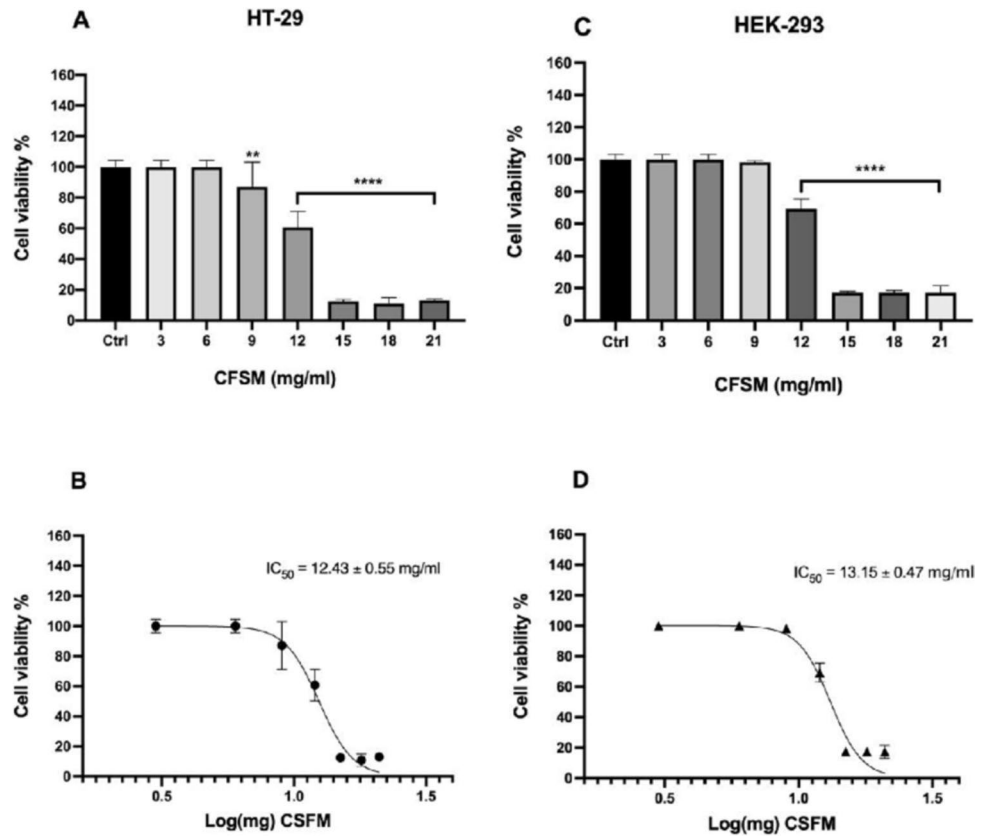 A
HT-29
Cell viability %
160
140
120
100
80
60
40
20
0
**
****
Ctrl 3 6 9 12 15 18 21
CFSM (mg/ml)
C
HEK-293
Cell viability %
160
140
120
100
80
60
40
20
0
****
Ctrl 3 6 9 12 15 18 21
CFSM (mg/ml)
B
Cell viability %
160
140
120
100
80
60
40
20
0
IC50 = 12.43 ± 0.55 mg/ml
0.5 1.0 1.5
Log(mg) CSFM
D
Cell viability %
160
140
120
100
80
60
40
20
0
IC50 = 13.15 ± 0.47 mg/ml
0.5 1.0 1.5
Log(mg) CSFM